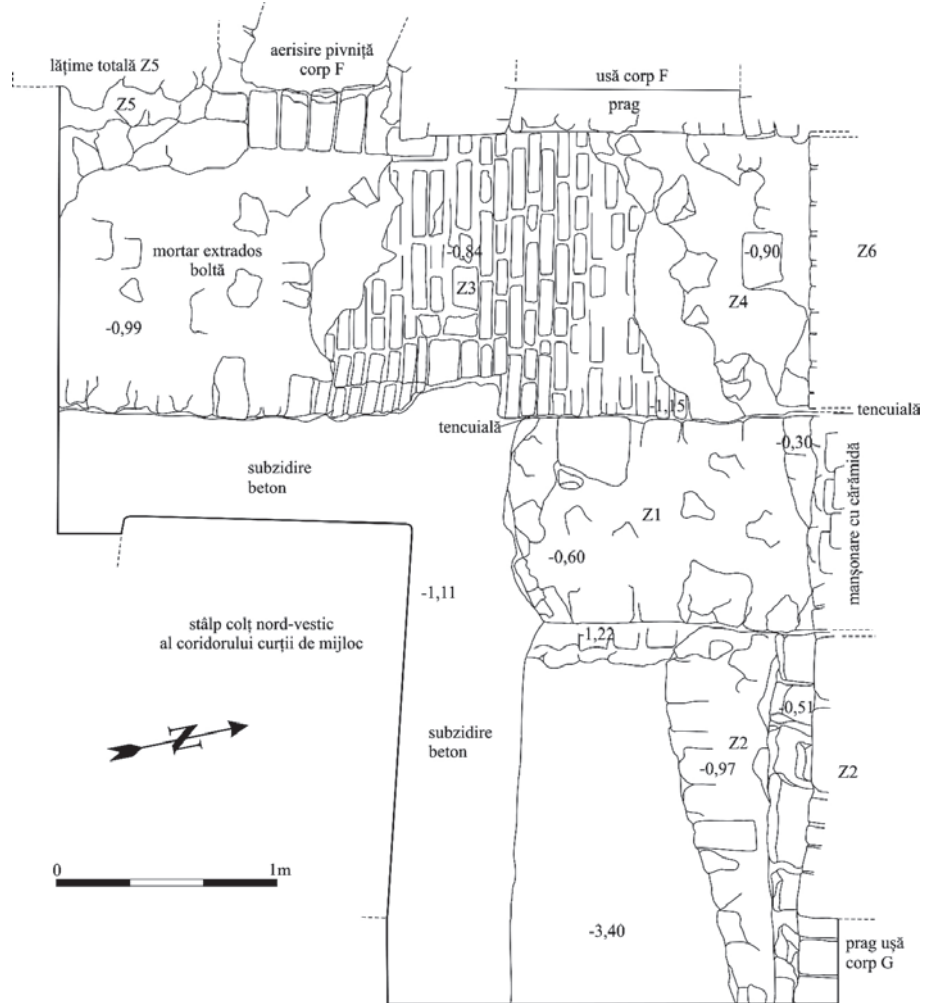 lățime totală Z5
aerisire pivniță
corp F
ușă corp F
prag
Z5
mortar extrados
boltă
-0,84
-0,90
Z6
Z3
Z4
-0,99
-1,15
tencuială
tencuială
-0,30
subzidire
beton
Z1
manșonare cu cărămidă
-0,60
-1,11
stâlp colț nord-vestic
al coridorului curții de mijloc
-1,22
-0,51
N
subzidire
beton
Z2
-0,97
Z2
0
1m
-3,40
prag ușă
corp G